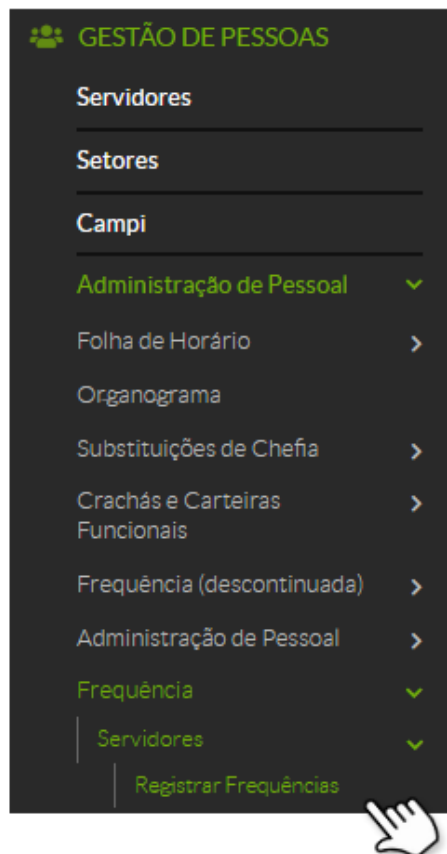 GESTÃO DE PESSOAS
Servidores
Setores
Campi
Administração de Pessoal
Folha de Horário
Organograma
Substituições de Chefia
Crachás e Carteiras
Funcionais
Frequência (descontinuada)
Administração de Pessoal
Frequência
Servidores
Registrar Frequências